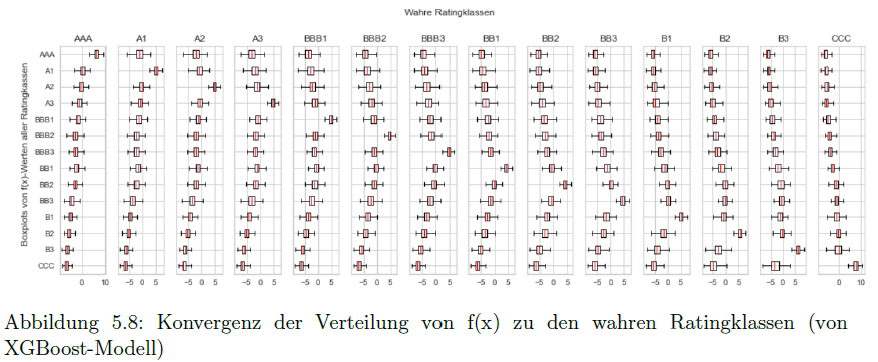 Wahre Ratingklassen
AAA A1 A2 A3 BBB1 BBB2 BBB3 BB1 BB2 BB3 B1 B2 B3 CCC
Boxplots von f(x)-Werten aller Ratingklassen
AAA
A1
A2
A3
BBB1
BBB2
BBB3
BB1
BB2
BB3
B1
B2
B3
CCC
0 10 -5 0 5 -5 0 5 -5 0 5 -5 0 5 -5 0 5 -5 0 5 -5 0 5 -5 0 5 -5 0 5 -5 0 5 -5 0 5 -5 0 5 0 10
Abbildung 5.8: Konvergenz der Verteilung von f(x) zu den wahren Ratingklassen (von
XGBoost-Modell)